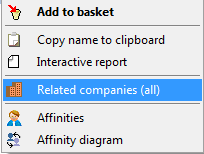 Add to basket
Copy name to clipboard
Interactive report
Related companies (all)
Affinities
Affinity diagram